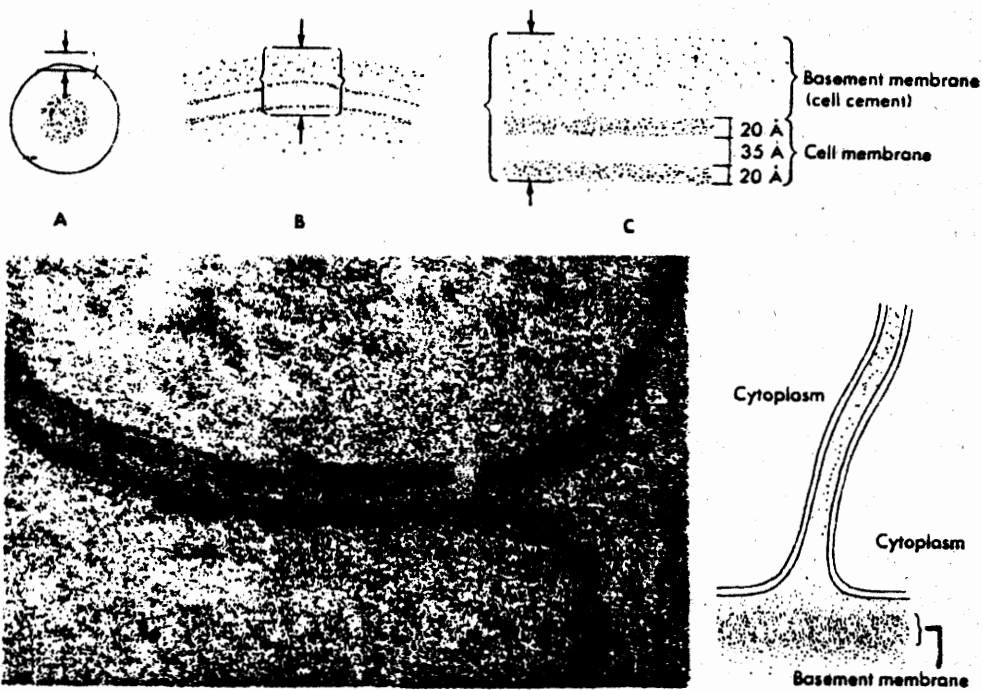 Basement membrane
(cell cement)
20 Å
35 Å
20 Å
Cell membrane
A
B
C
Cytoplasm
Cytoplasm
Basement membrane